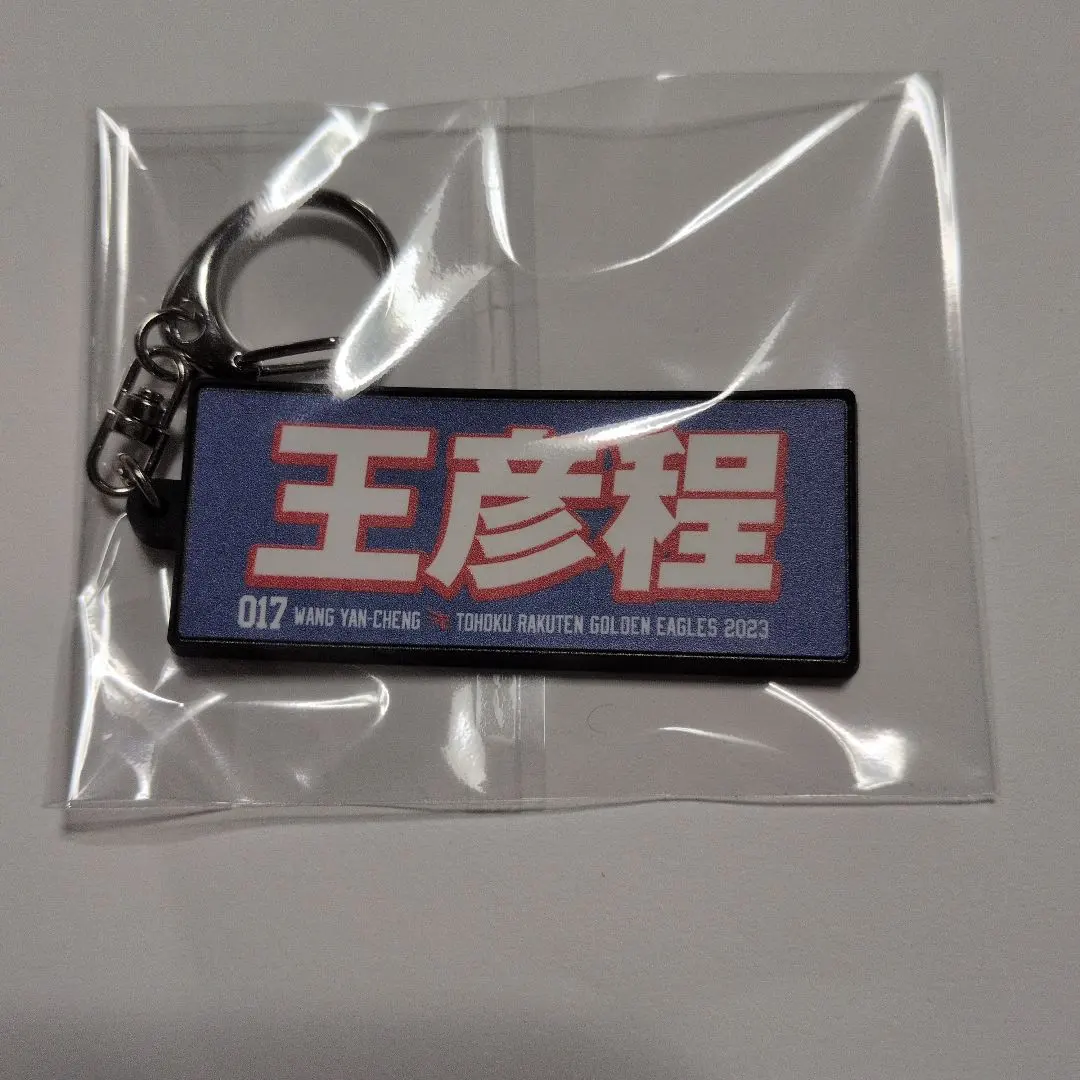 王彦程
017 WANG YAN-CHENG TOHOKU RAKUTEN GOLDEN EAGLES 2023